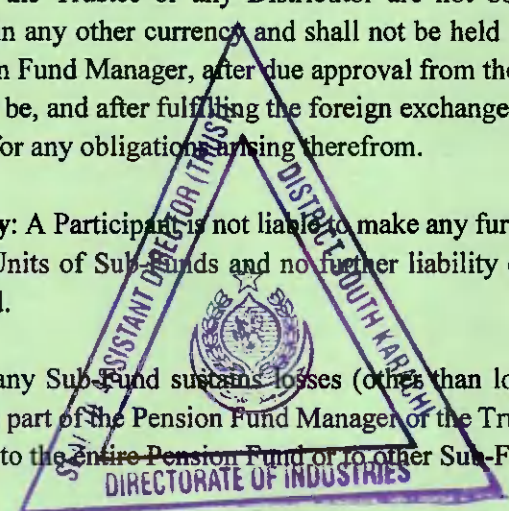 the Trustee or any Distributor are not
in any other currency and shall not be held
n Fund Manager, after due approval from the
be, and after fulfilling the foreign exchange
for any obligations arising therefrom.
y: A Participant is not liable to make any fur
Units of Sub-Funds and no further liability
d.
any Sub-Fund sustains losses (other than lo
part of the Pension Fund Manager or the Tru
to the entire Pension Fund or to other Sub-F
ASSISTANT DIRECTOR (TRUST)
DISTRICT SOUTH KARACHI
DIRECTORATE OF INDUSTRIES